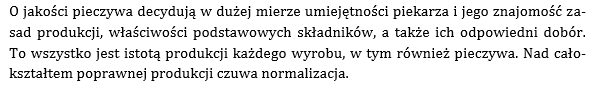 O jakości pieczywa decydują w dużej mierze umiejętności piekarza i jego znajomość za-
sad produkcji, właściwości podstawowych składników, a także ich odpowiedni dobór.
To wszystko jest istotą produkcji każdego wyrobu, w tym również pieczywa. Nad cało-
kształtem poprawnej produkcji czuwa normalizacja.